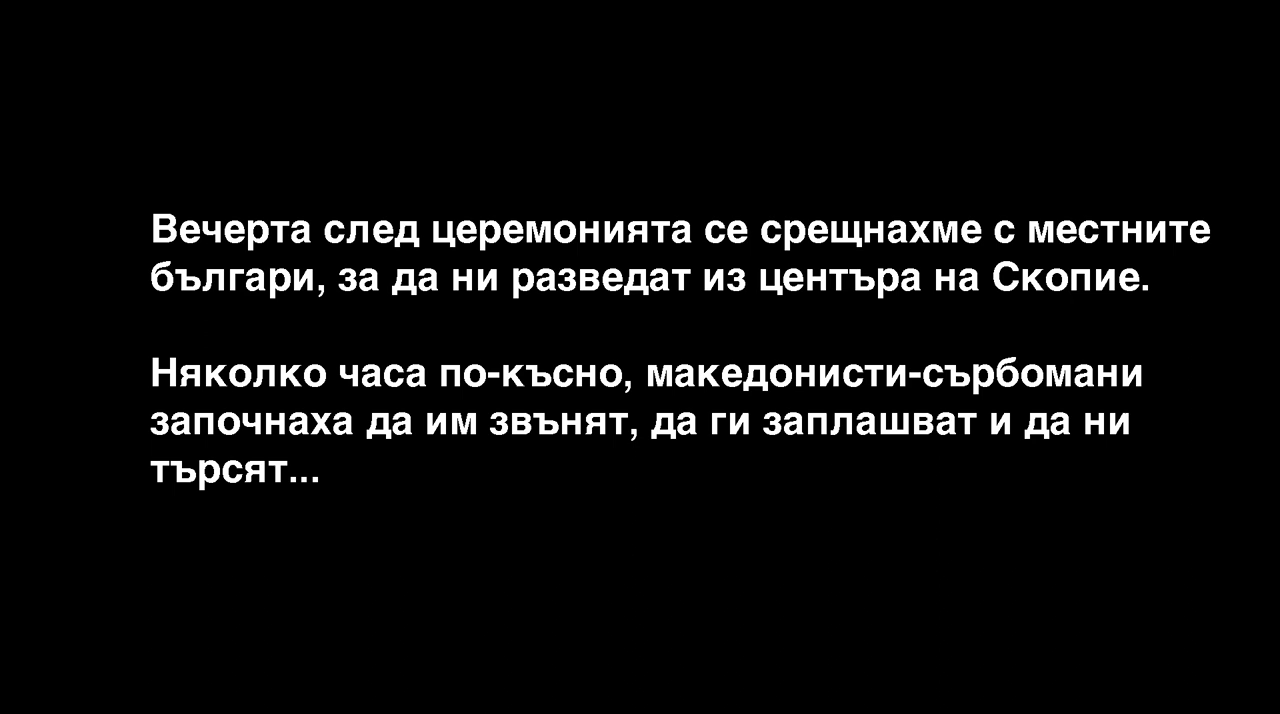 Вечерта след церемонията се срещнахме с местните
българи, за да ни разведат из центъра на Скопие.
Няколко часа по-късно, македонисти-сърбомани
започнаха да им звънят, да ги заплашват и да ни
търсят...